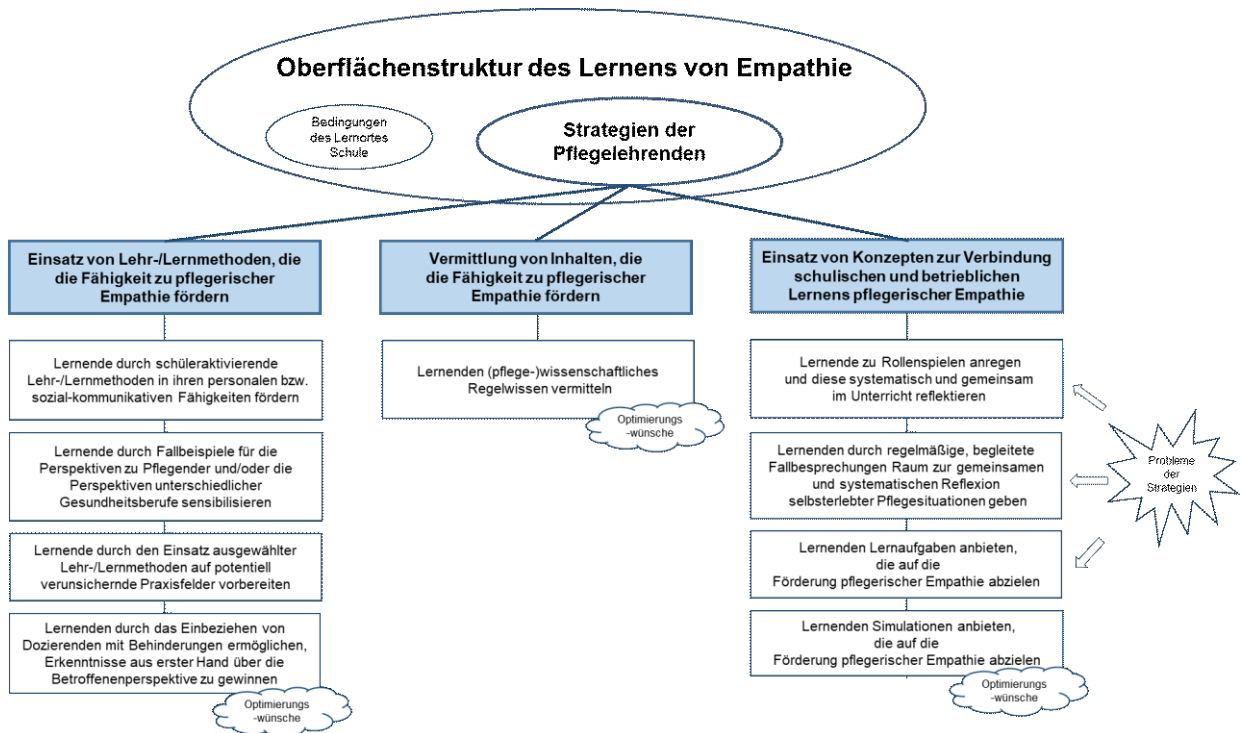 Oberflächenstruktur des Lernens von Empathie
Bedingungen
des Lernortes
Schule
Strategien der
Pflegelehrenden
Einsatz von Lehr-/Lernmethoden, die
die Fähigkeit zu pflegerischer
Empathie fördern
Lernende durch schüleraktivierende
Lehr-/Lernmethoden in ihren personalen bzw.
sozial-kommunikativen Fähigkeiten fördern
Lernende durch Fallbeispiele für die
Perspektiven zu Pflegender und/oder die
Perspektiven unterschiedlicher
Gesundheitsberufe sensibilisieren
Lernende durch den Einsatz ausgewählter
Lehr-/Lernmethoden auf potentiell
verunsichernde Praxisfelder vorbereiten
Lernenden durch das Einbeziehen von
Dozierenden mit Behinderungen ermöglichen,
Erkenntnisse aus erster Hand über die
Betroffenenperspektive zu gewinnen
Optimierungs
-wünsche
Vermittlung von Inhalten, die
die Fähigkeit zu pflegerischer
Empathie fördern
Lernenden (pflege-)wissenschaftliches
Regelwissen vermitteln
Optimierungs
-wünsche
Einsatz von Konzepten zur Verbindung
schulischen und betrieblichen
Lernens pflegerischer Empathie
Lernende zu Rollenspielen anregen
und diese systematisch und gemeinsam
im Unterricht reflektieren
Lernenden durch regelmäßige, begleitete
Fallbesprechungen Raum zur gemeinsamen
und systematischen Reflexion
selbsterlebter Pflegesituationen geben
Lernenden Lernaufgaben anbieten,
die auf die
Förderung pflegerischer Empathie abzielen
Lernenden Simulationen anbieten,
die auf die
Förderung pflegerischer Empathie abzielen
Optimierungs
-wünsche
Probleme
der
Strategien